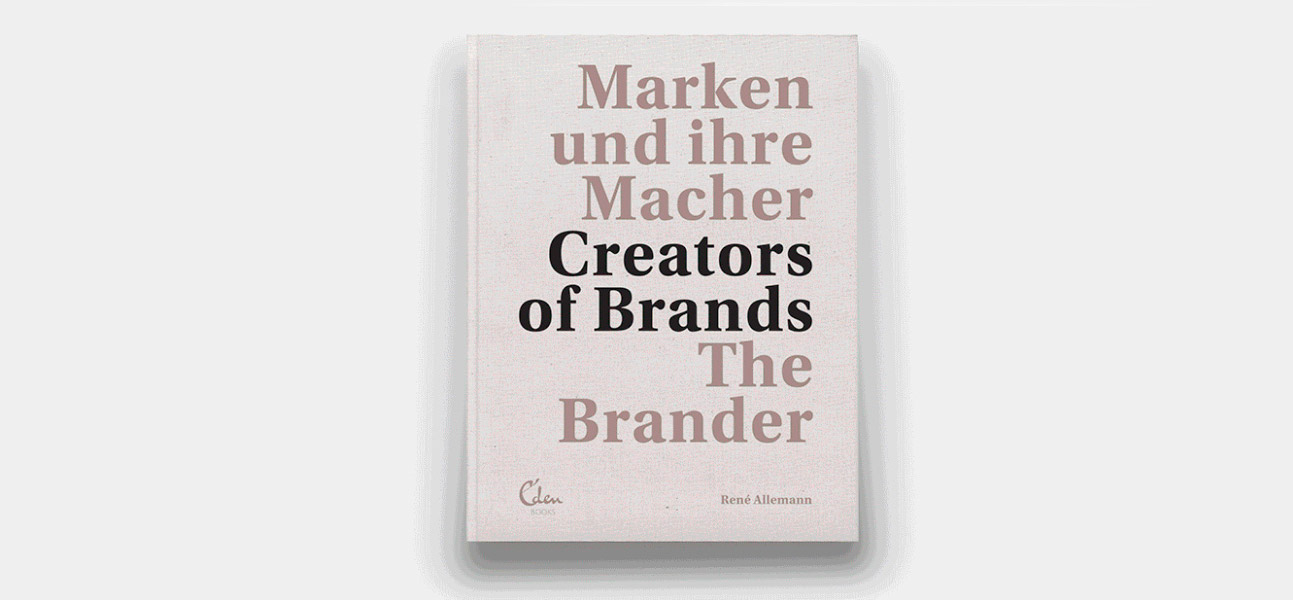 Marken
und ihre
Macher
Creators
of Brands
The
Brander
Eden
BOOKS
René Allemann